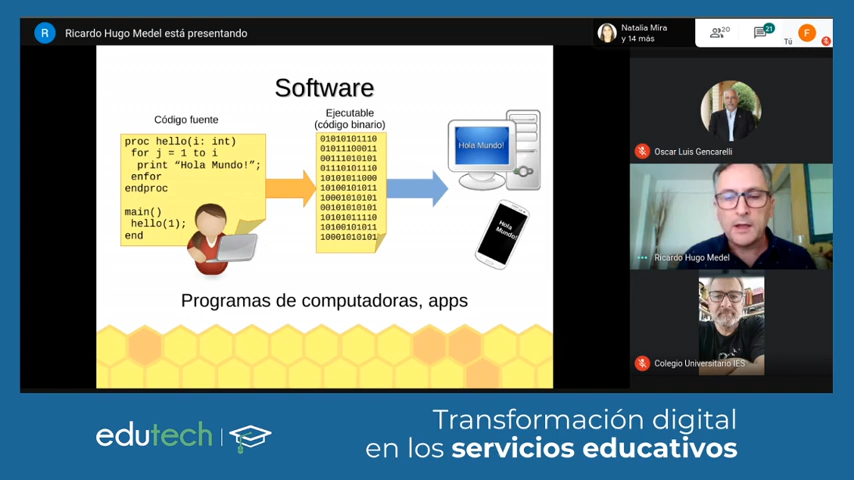 R
Ricardo Hugo Medel está presentando
Natalia Mira
y 14 más
20
21
Tú
F
Software
Código fuente
proc hello(i: int)
for j = 1 to i
print “Hola Mundo!”;
enfor
endproc
main()
hello(1);
end
Ejecutable
(código binario)
01010101110
01011100011
00111010101
01110101110
10101011000
10100101011
10001010101
00101010101
10101011110
10100101011
10001010101
Hola Mundo!
Hola
Mundo!
Programas de computadoras, apps
Oscar Luis Gencarelli
Ricardo Hugo Medel
Colegio Universitario IES
edutech
Transformación digital
en los servicios educativos